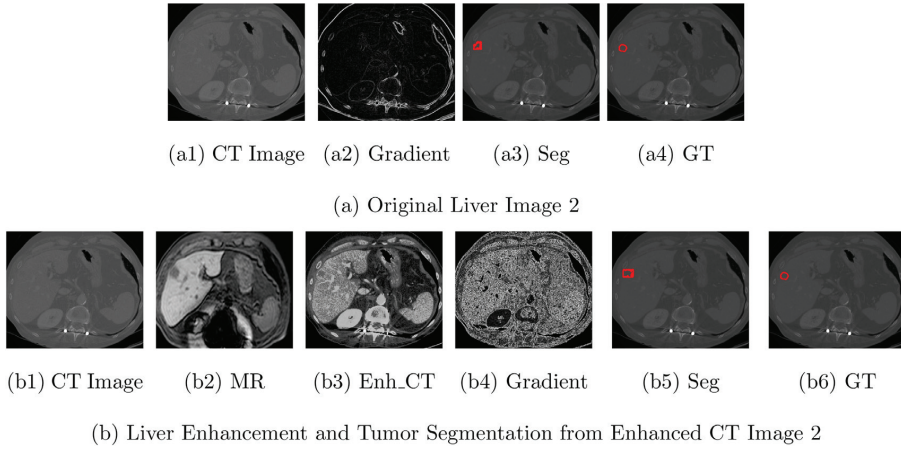 (a1) CT Image (a2) Gradient (a3) Seg (a4) GT
(a) Original Liver Image 2
(b1) CT Image (b2) MR (b3) Enh_CT (b4) Gradient (b5) Seg (b6) GT
(b) Liver Enhancement and Tumor Segmentation from Enhanced CT Image 2